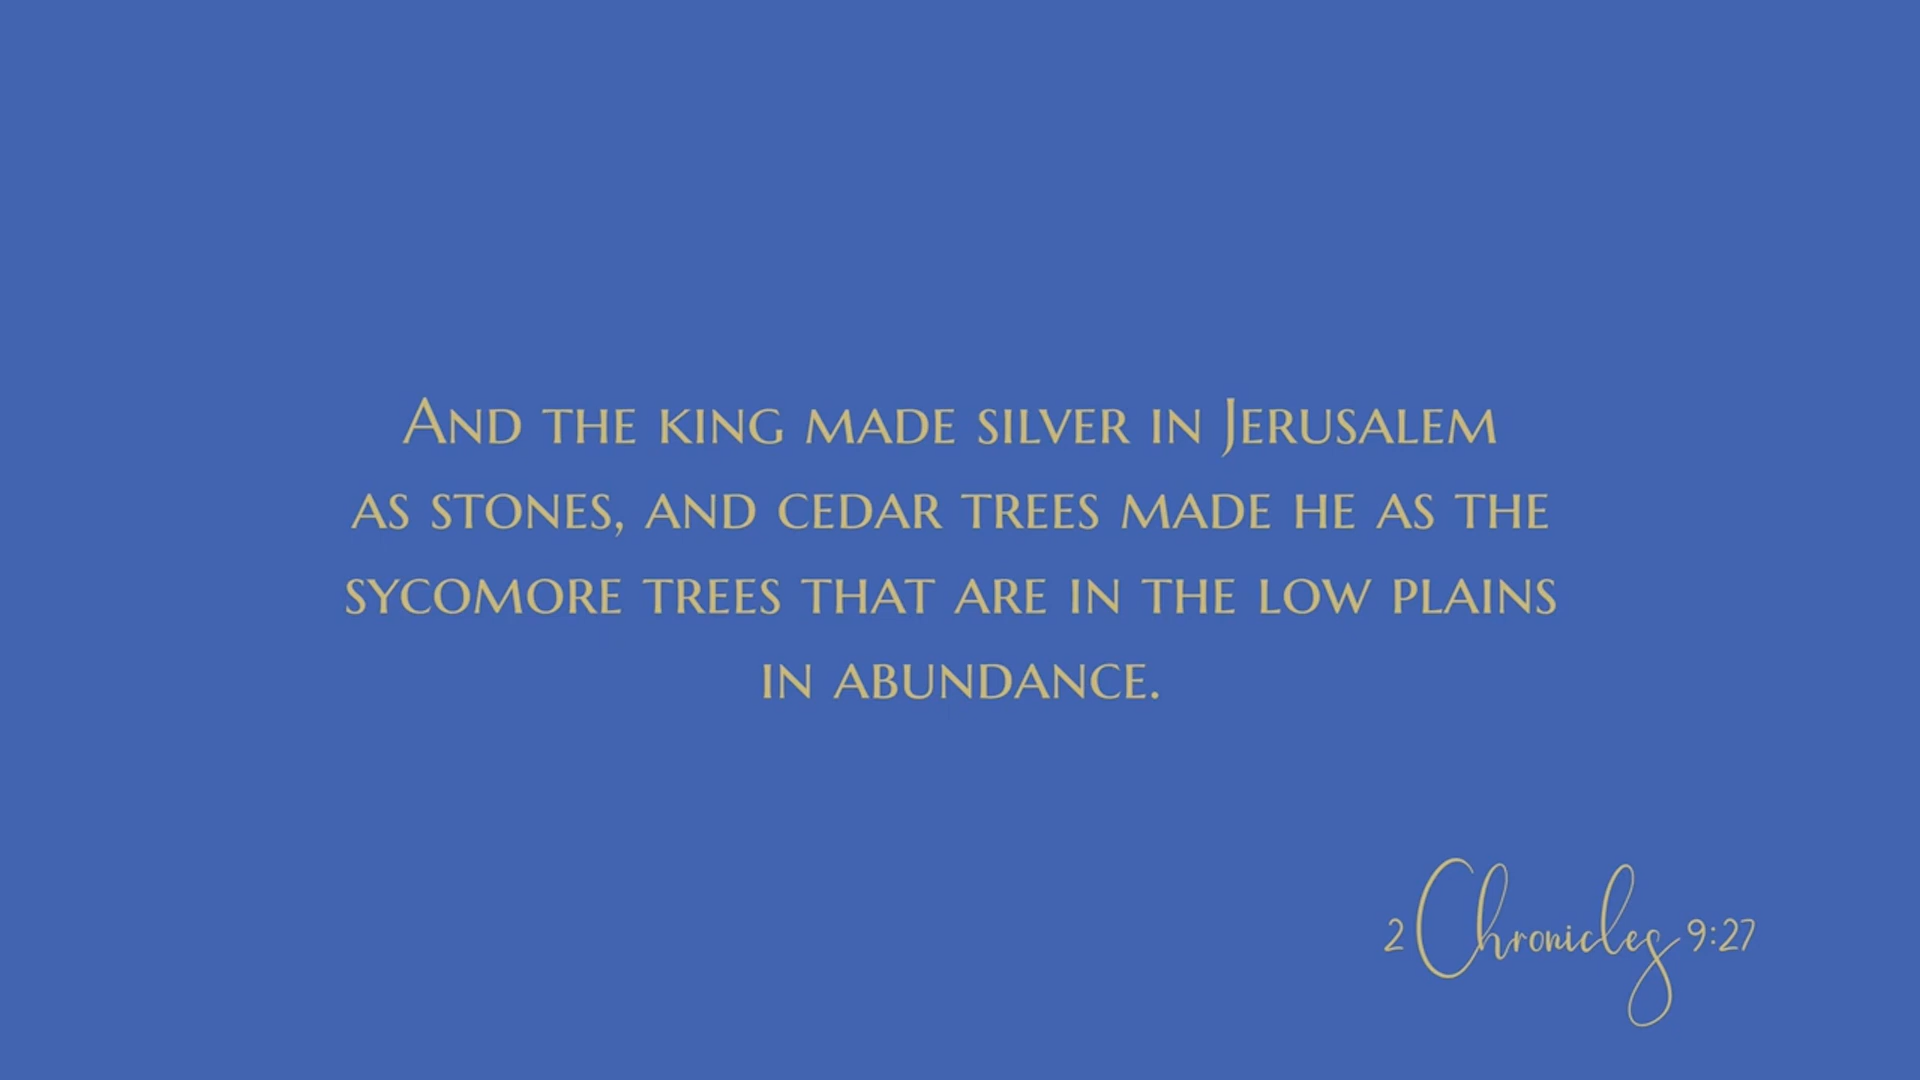 And the king made silver in Jerusalem
as stones, and cedar trees made he as the
sycomore trees that are in the low plains
in abundance.
2 Chronicles 9:27